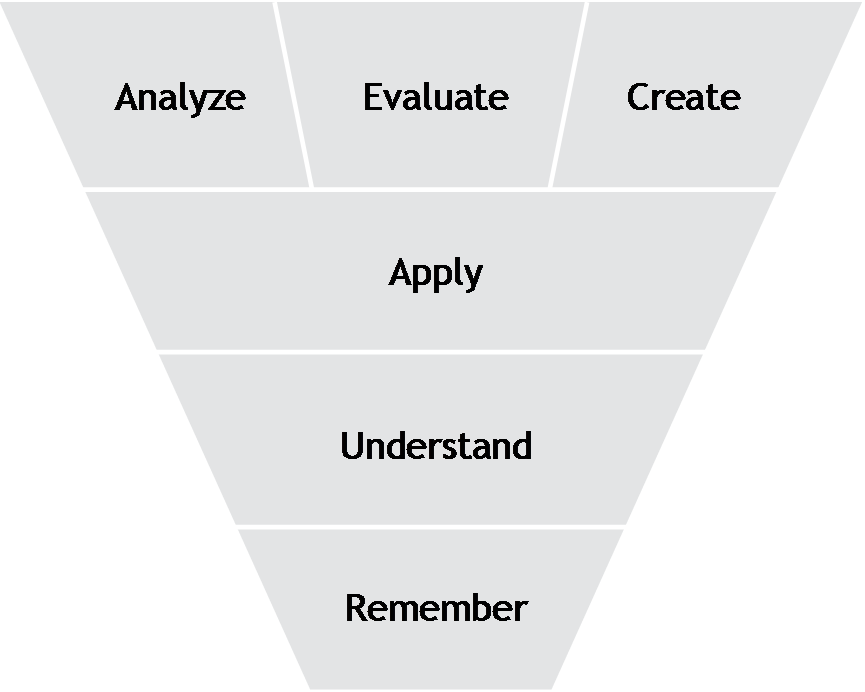 Analyze Evaluate Create
Apply
Understand
Remember